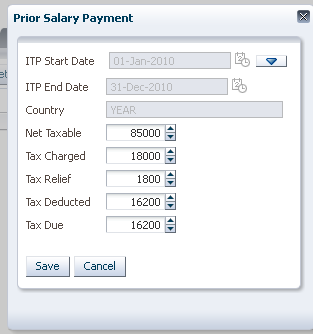 Prior Salary Payment
ITP Start Date 01-Jan-2010
ITP End Date 31-Dec-2010
Country YEAR
Net Taxable 85000
Tax Charged 18000
Tax Relief 1800
Tax Deducted 16200
Tax Due 16200
Save Cancel